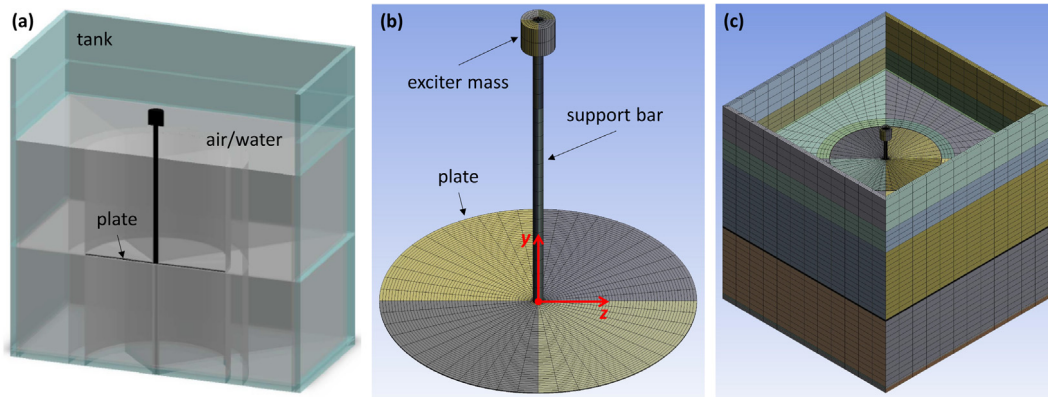 (a)
tank
air/water
plate
(b)
exciter mass
support bar
plate
y
z
(c)